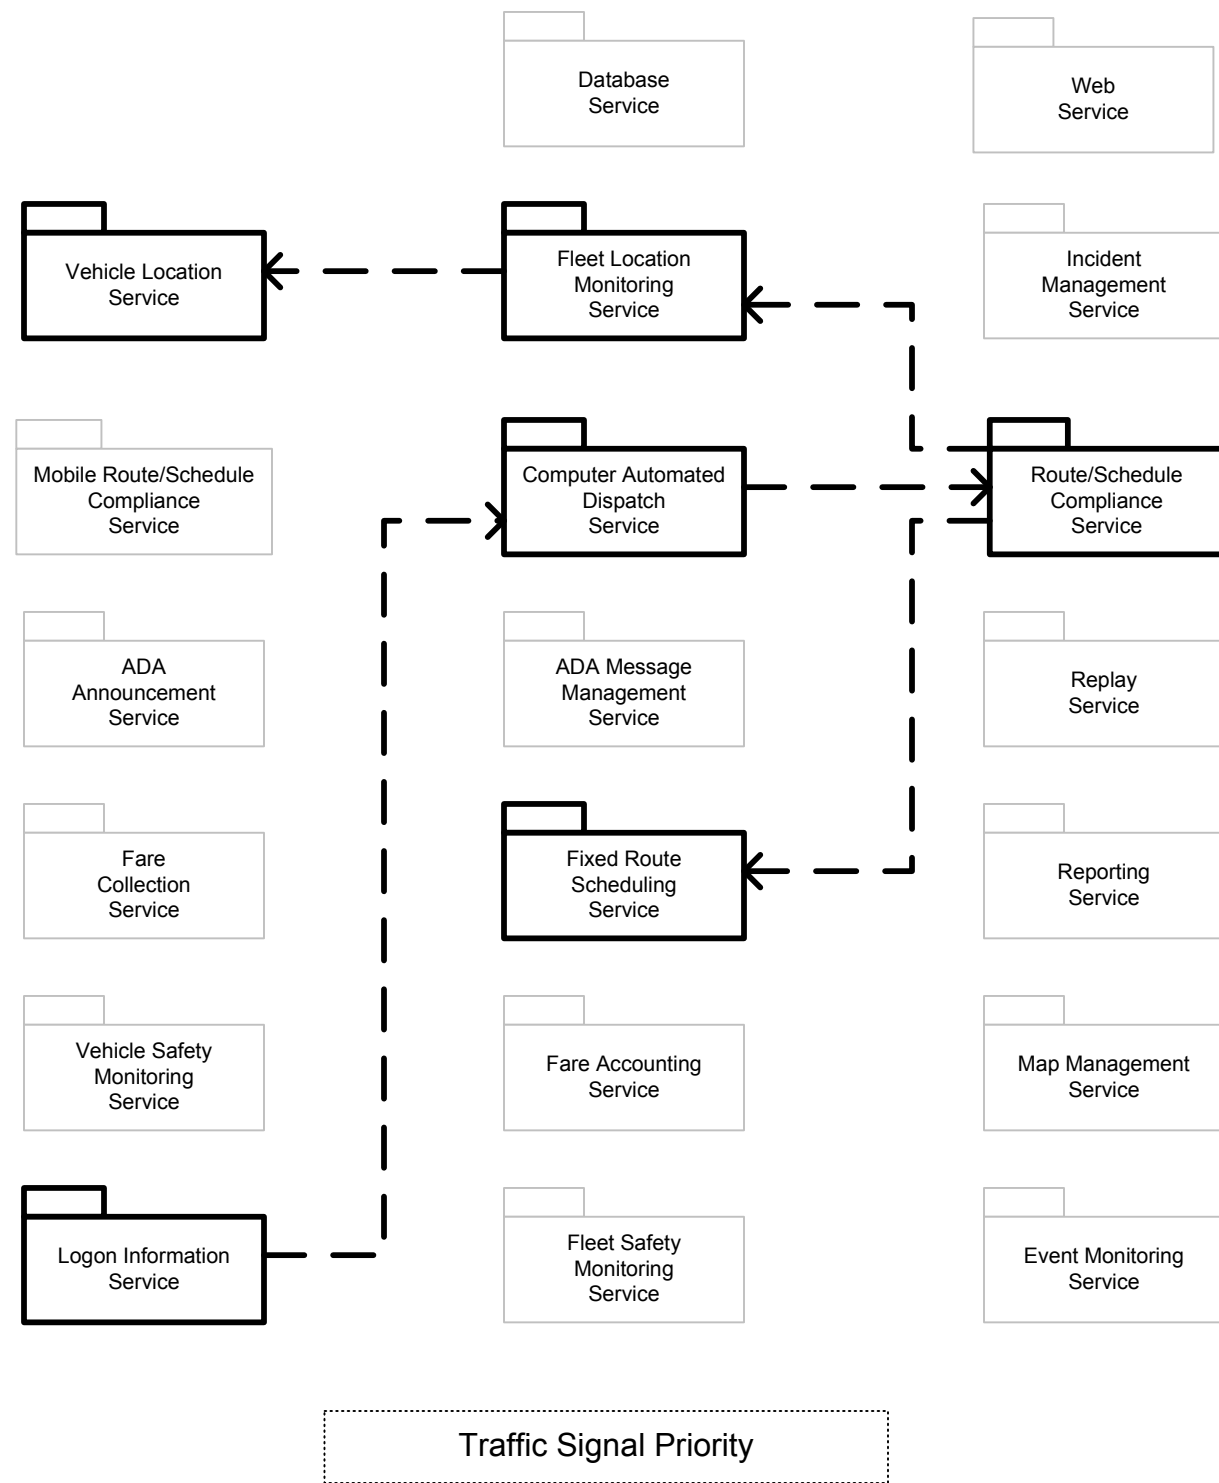 Database
Service
Web
Service
Vehicle Location
Service
Fleet Location
Monitoring
Service
Incident
Management
Service
Mobile Route/Schedule
Compliance
Service
Computer Automated
Dispatch
Service
Route/Schedule
Compliance
Service
ADA
Announcement
Service
ADA Message
Management
Service
Replay
Service
Fare
Collection
Service
Fixed Route
Scheduling
Service
Reporting
Service
Vehicle Safety
Monitoring
Service
Fare Accounting
Service
Map Management
Service
Logon Information
Service
Fleet Safety
Monitoring
Service
Event Monitoring
Service
Traffic Signal Priority